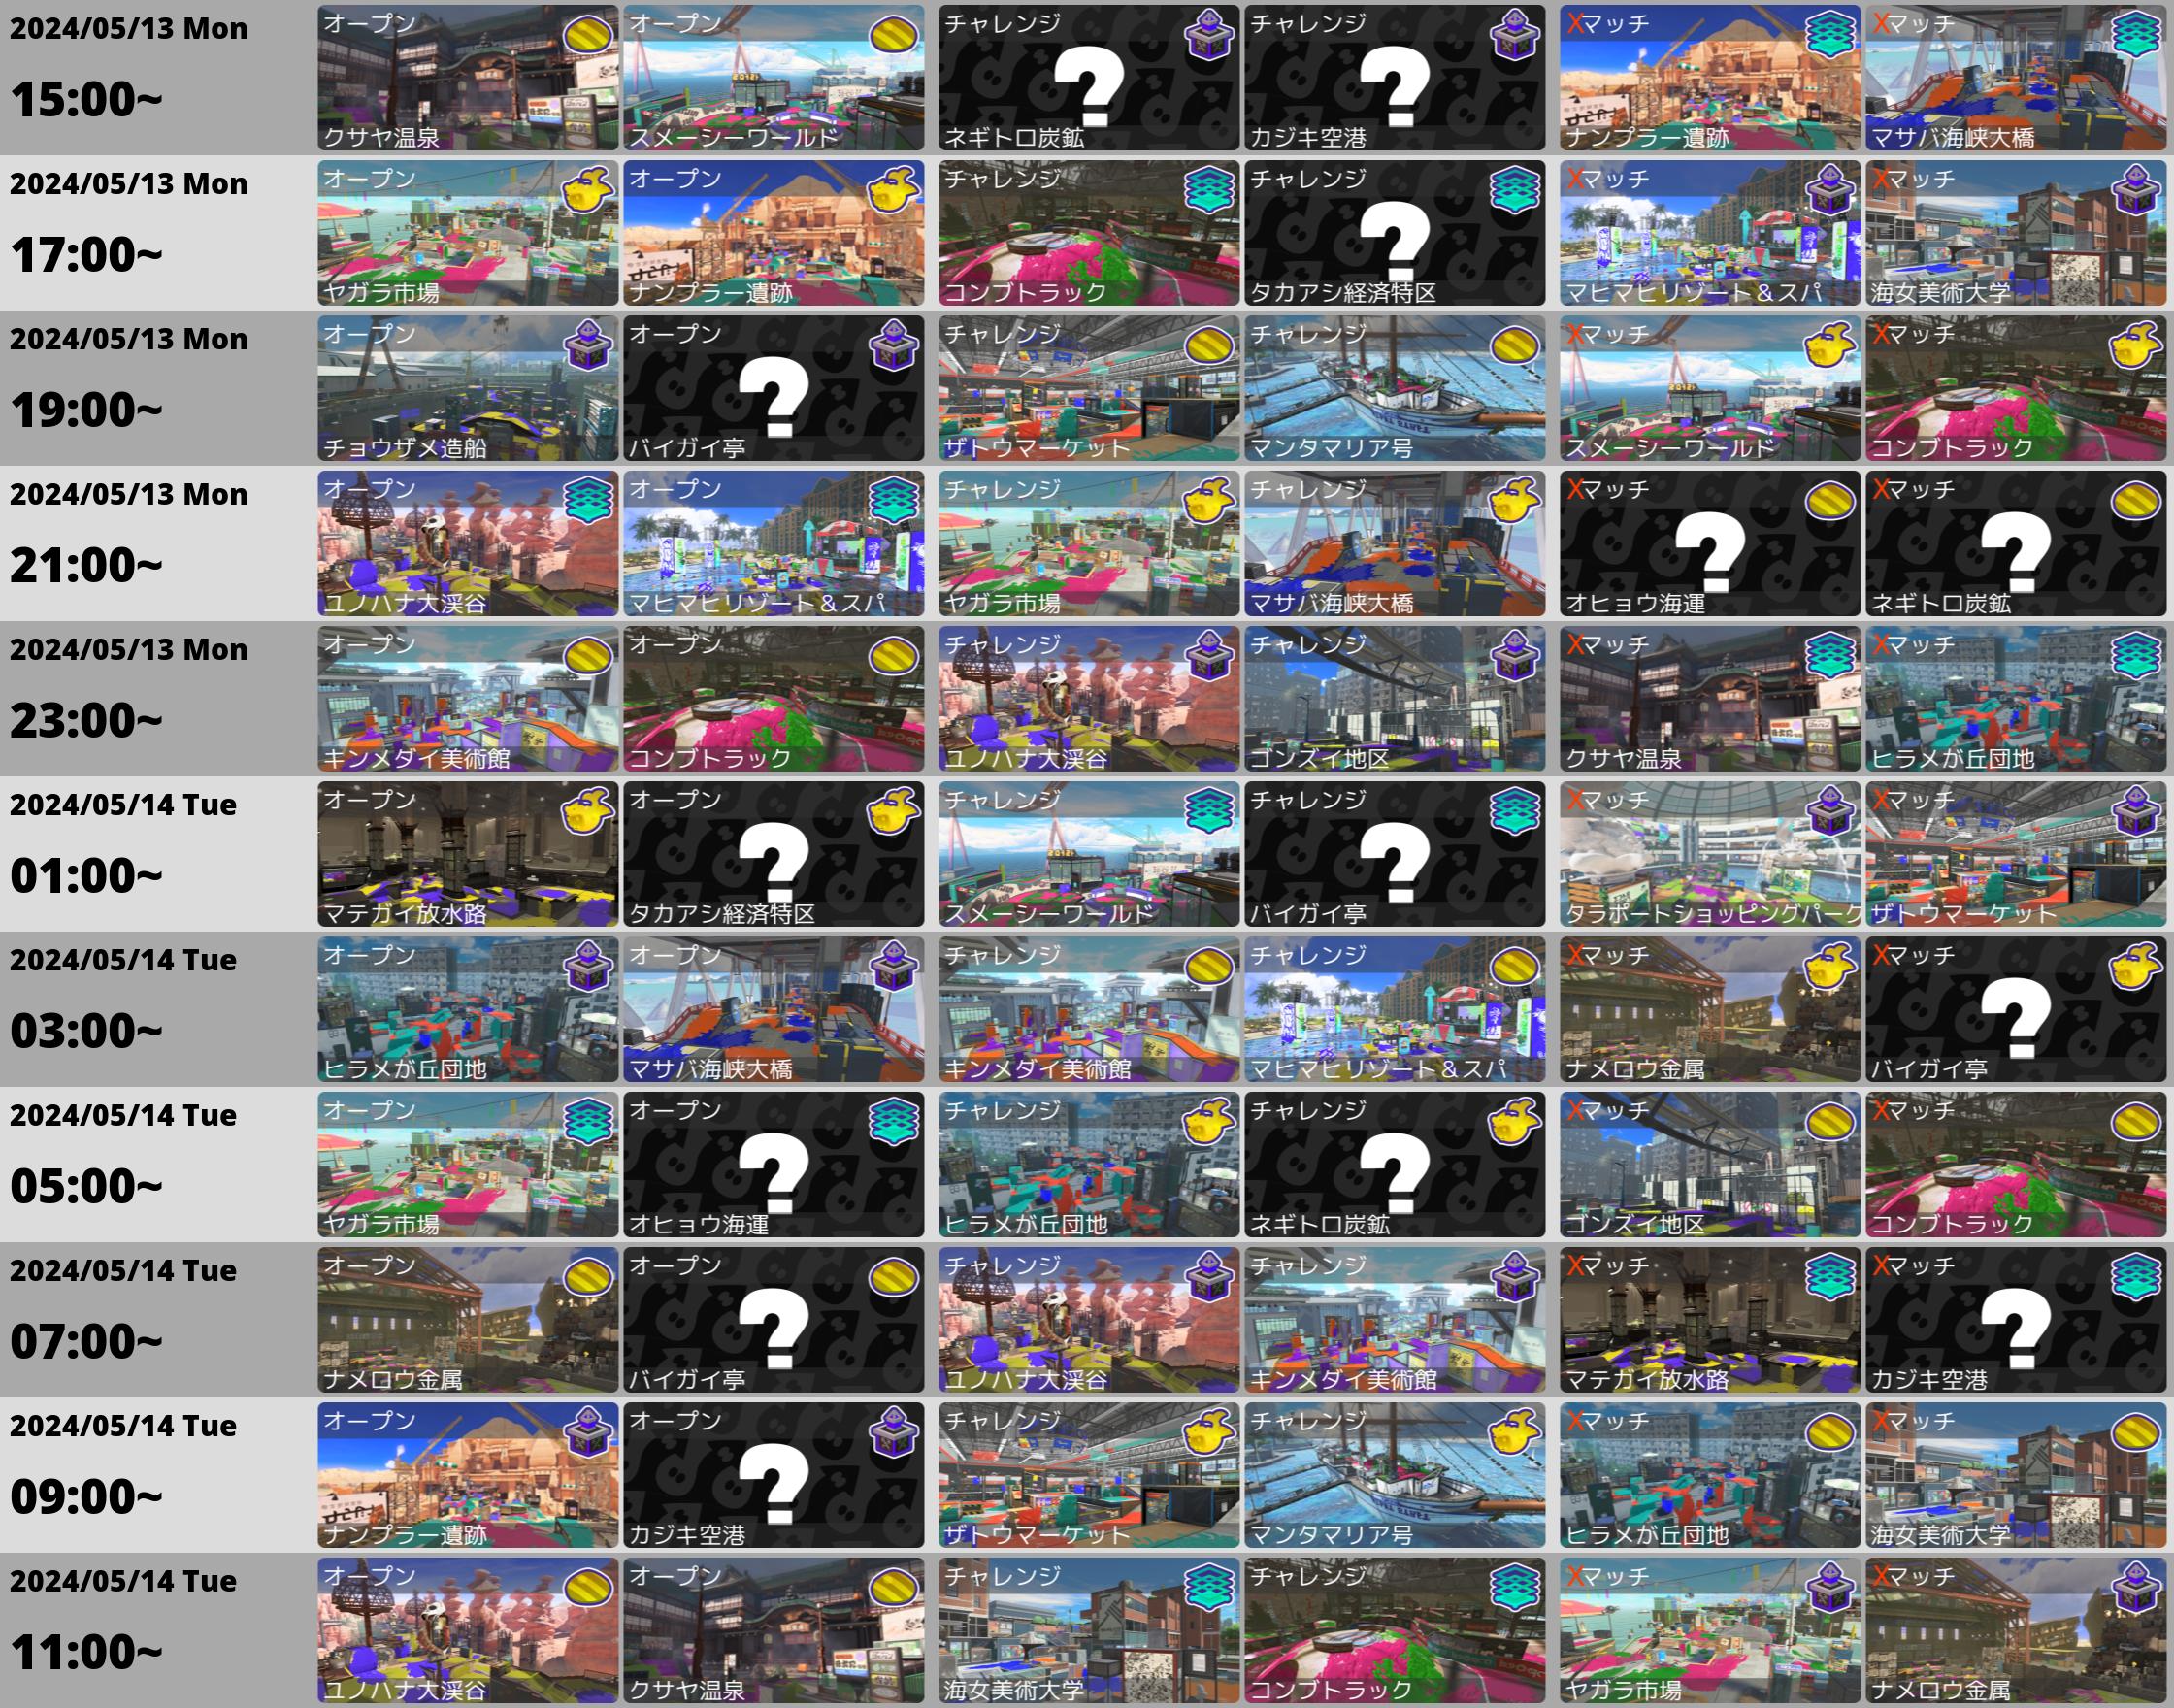 2024/05/13 Mon
15:00~
オープン
クサヤ温泉
オープン
スメーシーワールド
チャレンジ
ネギトロ炭鉱
チャレンジ
カジキ空港
Xマッチ
ナンプラー遺跡
Xマッチ
マサバ海峡大橋
2024/05/13 Mon
17:00~
オープン
ヤガラ市場
オープン
ナンプラー遺跡
チャレンジ
コンブトラック
チャレンジ
タカアシ経済特区
Xマッチ
マヒマヒリゾート&スパ
Xマッチ
海女美術大学
2024/05/13 Mon
19:00~
オープン
チョウザメ造船
オープン
バイガイ亭
チャレンジ
ザトウマーケット
チャレンジ
マンタマリア号
Xマッチ
スメーシーワールド
Xマッチ
コンブトラック
2024/05/13 Mon
21:00~
オープン
ユノハナ大渓谷
オープン
マヒマヒリゾート&スパ
チャレンジ
ヤガラ市場
チャレンジ
マサバ海峡大橋
Xマッチ
オヒョウ海運
Xマッチ
ネギトロ炭鉱
2024/05/13 Mon
23:00~
オープン
キンメダイ美術館
オープン
コンブトラック
チャレンジ
ユノハナ大渓谷
チャレンジ
ゴンズイ地区
Xマッチ
クサヤ温泉
Xマッチ
ヒラメが丘団地
2024/05/14 Tue
01:00~
オープン
マテガイ放水路
オープン
タカアシ経済特区
チャレンジ
スメーシーワールド
チャレンジ
バイガイ亭
Xマッチ
タラポートショッピングパーク
Xマッチ
ザトウマーケット
2024/05/14 Tue
03:00~
オープン
ヒラメが丘団地
オープン
マサバ海峡大橋
チャレンジ
キンメダイ美術館
チャレンジ
マヒマヒリゾート&スパ
Xマッチ
ナメロウ金属
Xマッチ
バイガイ亭
2024/05/14 Tue
05:00~
オープン
ヤガラ市場
オープン
オヒョウ海運
チャレンジ
ヒラメが丘団地
チャレンジ
ネギトロ炭鉱
Xマッチ
ゴンズイ地区
Xマッチ
コンブトラック
2024/05/14 Tue
07:00~
オープン
ナメロウ金属
オープン
バイガイ亭
チャレンジ
ユノハナ大渓谷
チャレンジ
キンメダイ美術館
Xマッチ
マテガイ放水路
Xマッチ
カジキ空港
2024/05/14 Tue
09:00~
オープン
ナンプラー遺跡
オープン
カジキ空港
チャレンジ
ザトウマーケット
チャレンジ
マンタマリア号
Xマッチ
ヒラメが丘団地
Xマッチ
海女美術大学
2024/05/14 Tue
11:00~
オープン
ユノハナ大渓谷
オープン
クサヤ温泉
チャレンジ
海女美術大学
チャレンジ
コンブトラック
Xマッチ
ヤガラ市場
Xマッチ
ナメロウ金属